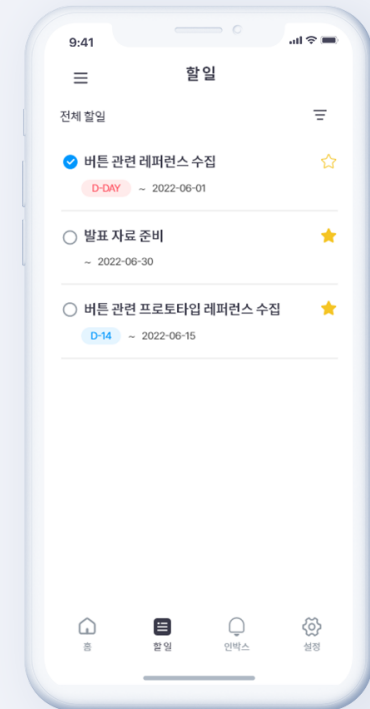 9:41
할 일
전체 할일
버튼 관련 레퍼런스 수집
D-DAY ~ 2022-06-01
발표 자료 준비
~ 2022-06-30
버튼 관련 프로토타입 레퍼런스 수집
D-14 ~ 2022-06-15
홈 할 일 인박스 설정